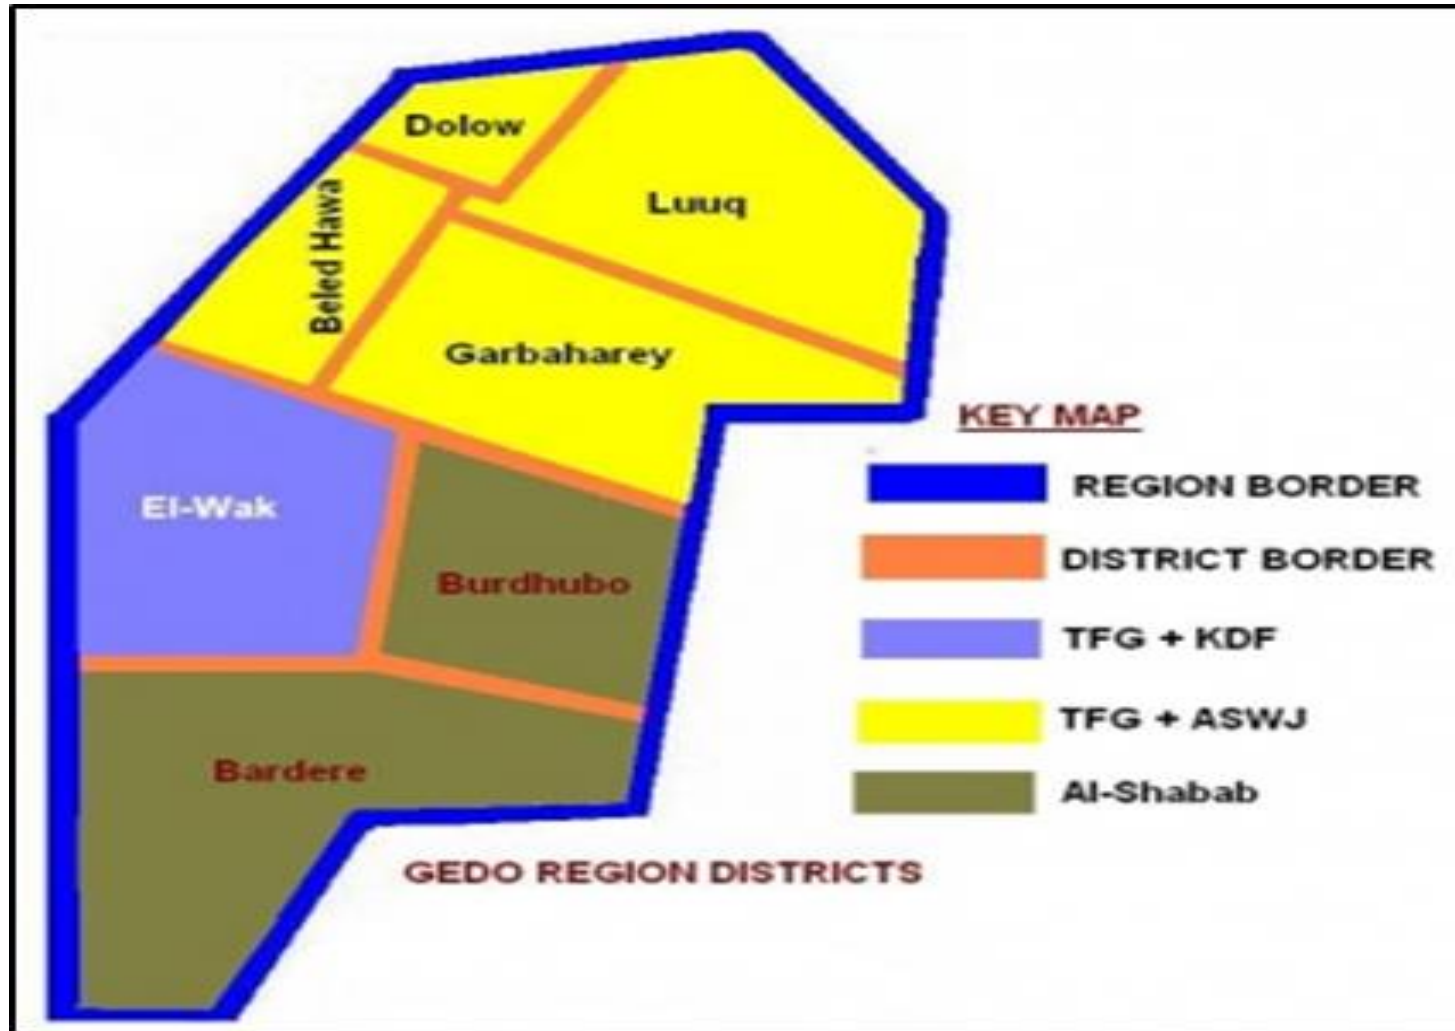 Dolow
Luuq
Beled Hawa
Garbaharey
KEY MAP
REGION BORDER
El-Wak
DISTRICT BORDER
Burdhubo
TFG + KDF
TFG + ASWJ
Bardere
Al-Shabab
GEDO REGION DISTRICTS